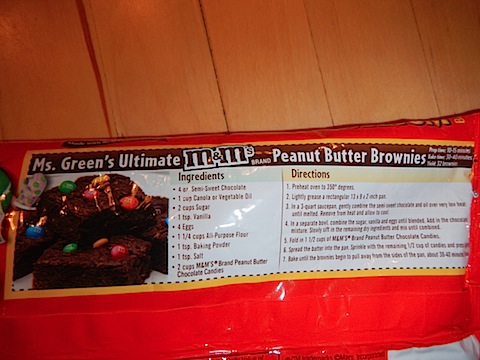 Ms. Green's Ultimate m&m's BRAND Peanut Butter Brownies
Prep time: 10-15 minutes
Bake time: 30-40 minutes
Yield: 32 brownies
Ingredients
• 4 oz. Semi-Sweet Chocolate
• 1 cup Canola or Vegetable Oil
• 2 cups Sugar
• 1 tsp. Vanilla
• 4 Eggs
• 1 1/4 cups All-Purpose Flour
• 1 tsp. Baking Powder
• 1 tsp. Salt
• 2 cups M&M'S® Brand Peanut Butter
Chocolate Candies
Directions
1. Preheat oven to 350° degrees.
2. Lightly grease a rectangular 13 x 9 x 2 inch pan.
3. In a 3-quart saucepan, gently combine the semi sweet chocolate and oil over very low heat
until melted. Remove from heat and allow to cool.
4. In a separate bowl, combine the sugar, vanilla and eggs until blended. Add in the chocolate
mixture. Slowly sift in the remaining dry ingredients and mix until combined.
5. Fold in 1 1/2 cups of M&M'S® Brand Peanut Butter Chocolate Candies.
6. Spread the batter into the pan. Sprinkle with the remaining 1/2 cup of candies and press
7. Bake until the brownies begin to pull away from the sides of the pan, about 30-40